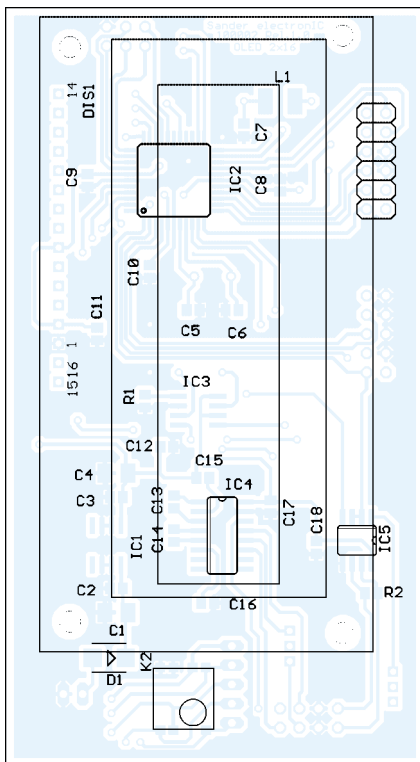 OLED 2x16
L1
14
DIS1
C7
C9
IC2
C8
C10
C11
C5
C6
1516 1
IC3
R1
C12
C15
C4
IC4
C3
C13
C17
C18
C14
IC1
IC5
C2
R2
C16
C1
K2
D1